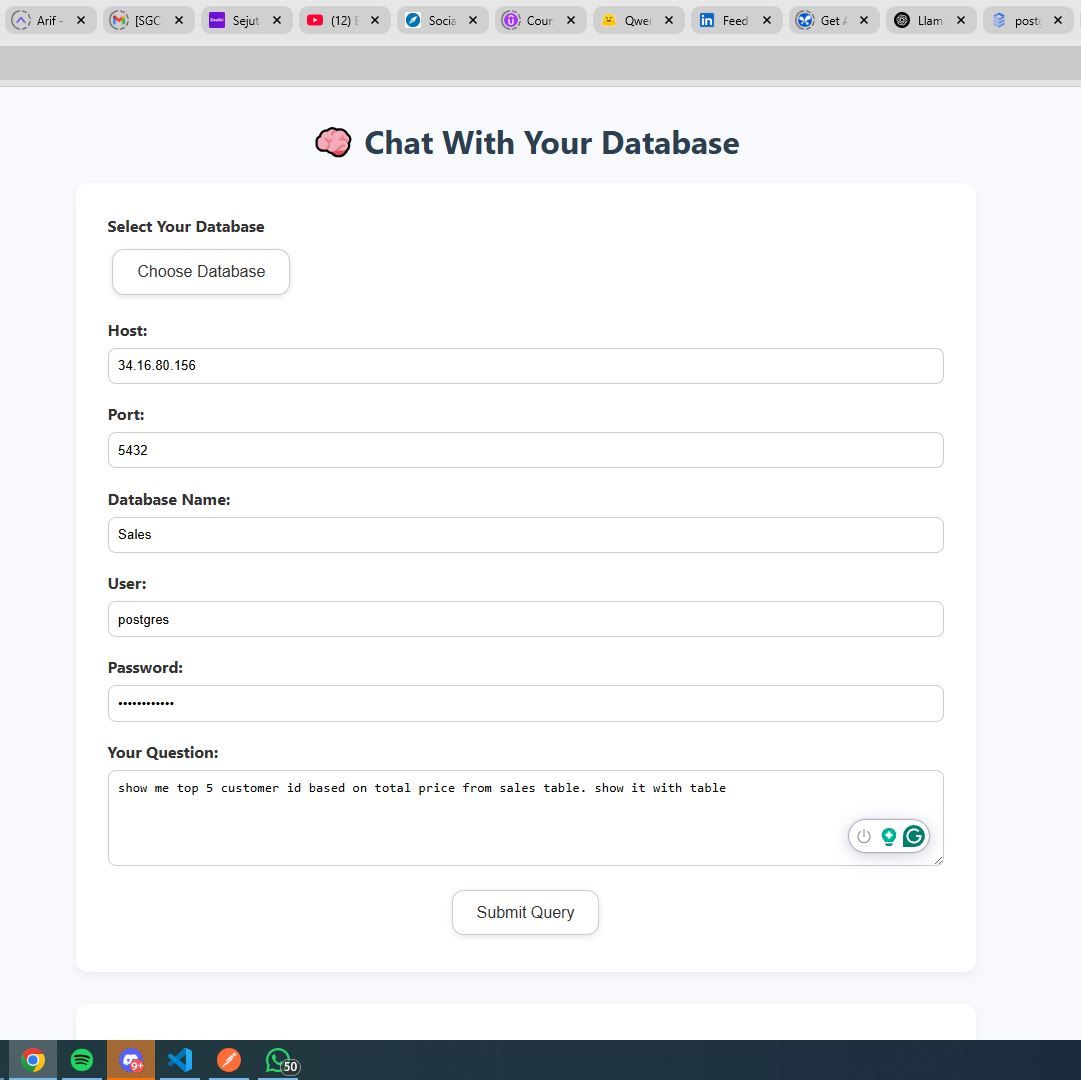 Arif -
[SGC
Sejut
(12)
Socia
Cour
Qwer
in Feed
Get
Llam
post
Chat With Your Database
Select Your Database
Choose Database
Host:
34.16.80.156
Port:
5432
Database Name:
Sales
User:
postgres
Password:
••••••••••••
Your Question:
show me top 5 customer id based on total price from sales table. show it with table
Submit Query
9+
50